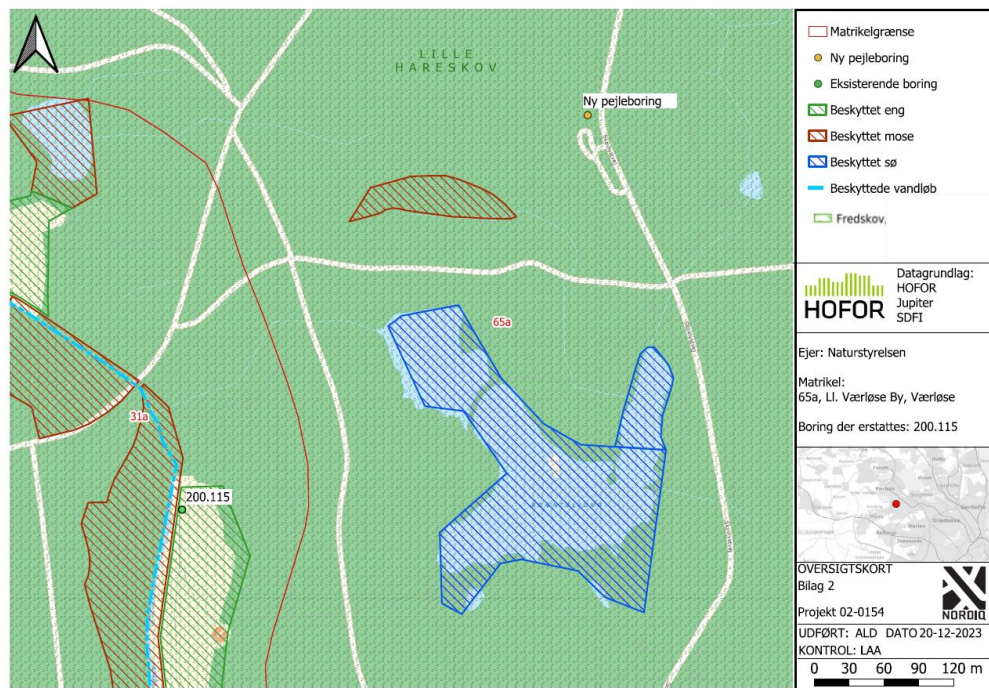 LILLE
HARESKOV
Ny pejleboring
65a
31a
200.115
Matrikelgrænse
Ny pejleboring
Eksisterende boring
Beskyttet eng
Beskyttet mose
Beskyttet sø
Beskyttede vandløb
Fredskov,
HOFOR
Datagrundlag:
HOFOR
Jupiter
SDFI
Ejer: Naturstyrelsen
Matrikel:
65a, Ll. Værløse By, Værløse
Boring der erstattes: 200.115
OVERSIGTSKORT
Bilag 2
Projekt 02-0154
NORDIQ
UDFØRT: ALD DATO 20-12-2023
KONTROL: LAA
0 30 60 90 120 m